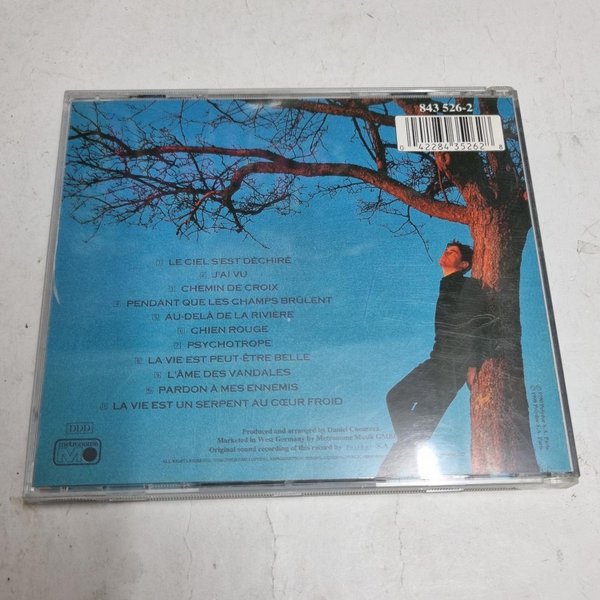 843 526-2
0 42284 35262 8
LE CIEL S'EST DÉCHIRÉ
J'AI VU
CHEMIN DE CROIX
PENDANT QUE LES CHAMPS BRÛLENT
AU-DELÀ DE LA RIVIÈRE
CHIEN ROUGE
PSYCHOTROPE
LA VIE EST PEUT-ÊTRE BELLE
L'ÂME DES VANDALES
PARDON À MES ENNEMIS
LA VIE EST UN SERPENT AU CŒUR FROID
DDD
metronome
Produced and arranged by Daniel
Marketed in West Germany by Metronome Musik GMBH
Original sound recording of this record by